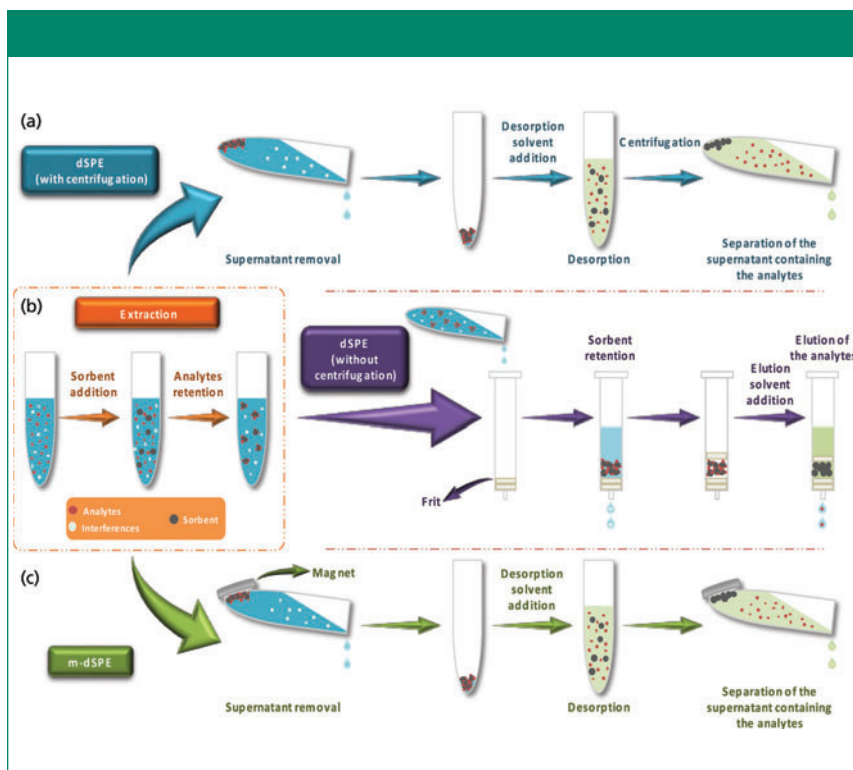 (a)
dSPE
(with centrifugation)
Supernatant removal
Desorption
solvent
addition
Desorption
Centrifugation
Separation of the
supernatant containing
the analytes
(b)
Extraction
Sorbent
addition
Analytes
retention
Analytes
Interferences
Sorbent
dSPE
(without
centrifugation)
Frit
Sorbent
retention
Elution
solvent
addition
Elution of
the analytes
(c)
m-dSPE
Magnet
Supernatant removal
Desorption
solvent
addition
Desorption
Separation of the
supernatant containing
the analytes